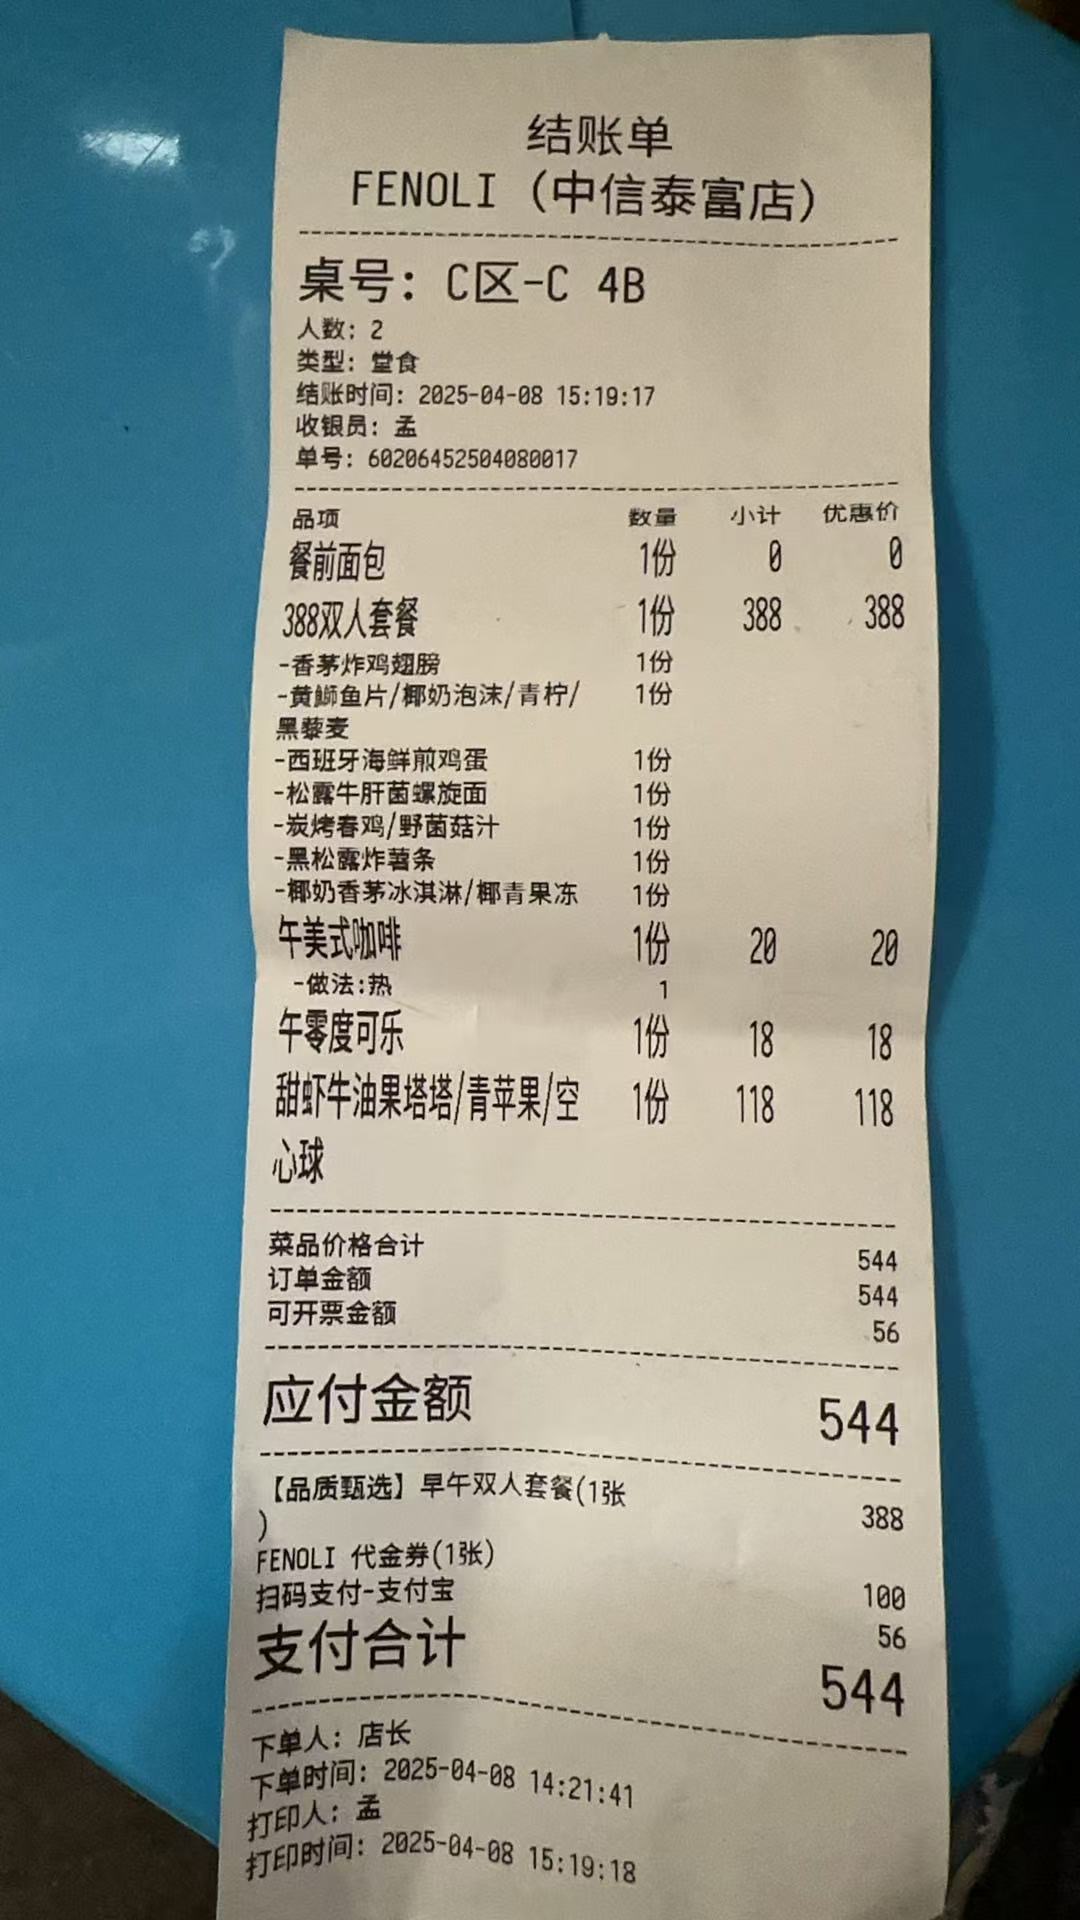 结账单
FENOLI（中信泰富店）
桌号：C区-C 4B
人数：2
类型：堂食
结账时间：2025-04-08 15:19:17
收银员：孟
单号：60206452504080017
品项 数量 小计 优惠价
餐前面包 1份 0 0
388双人套餐 1份 388 388
-香茅炸鸡翅膀 1份
-黄鰤鱼片/椰奶泡沫/青柠/ 1份
黑藜麦
-西班牙海鲜煎鸡蛋 1份
-松露牛肝菌螺旋面 1份
-炭烤春鸡/野菌菇汁 1份
-黑松露炸薯条 1份
-椰奶香茅冰淇淋/椰青果冻 1份
午美式咖啡 1份 20 20
-做法:热 1
午零度可乐 1份 18 18
甜虾牛油果塔塔/青苹果/空 1份 118 118
心球
菜品价格合计 544
订单金额 544
可开票金额 56
应付金额 544
【品质甄选】早午双人套餐(1张 388
)
FENOLI 代金券(1张) 100
扫码支付-支付宝 56
支付合计 544
下单人：店长
下单时间：2025-04-08 14:21:41
打印人：孟
打印时间：2025-04-08 15:19:18